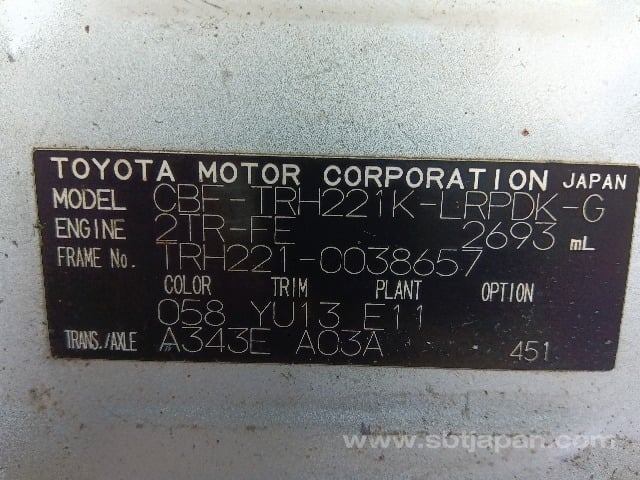 TOYOTA MOTOR CORPORATION JAPAN
MODEL CBF-TRH221K-LRPDK-G
ENGINE 2TR-FE 2693 mL
FRAME No. TRH221-0038657
COLOR TRIM PLANT OPTION
058 YU13 E11
TRANS./AXLE A343E A03A 451
www.sbtjapan.com